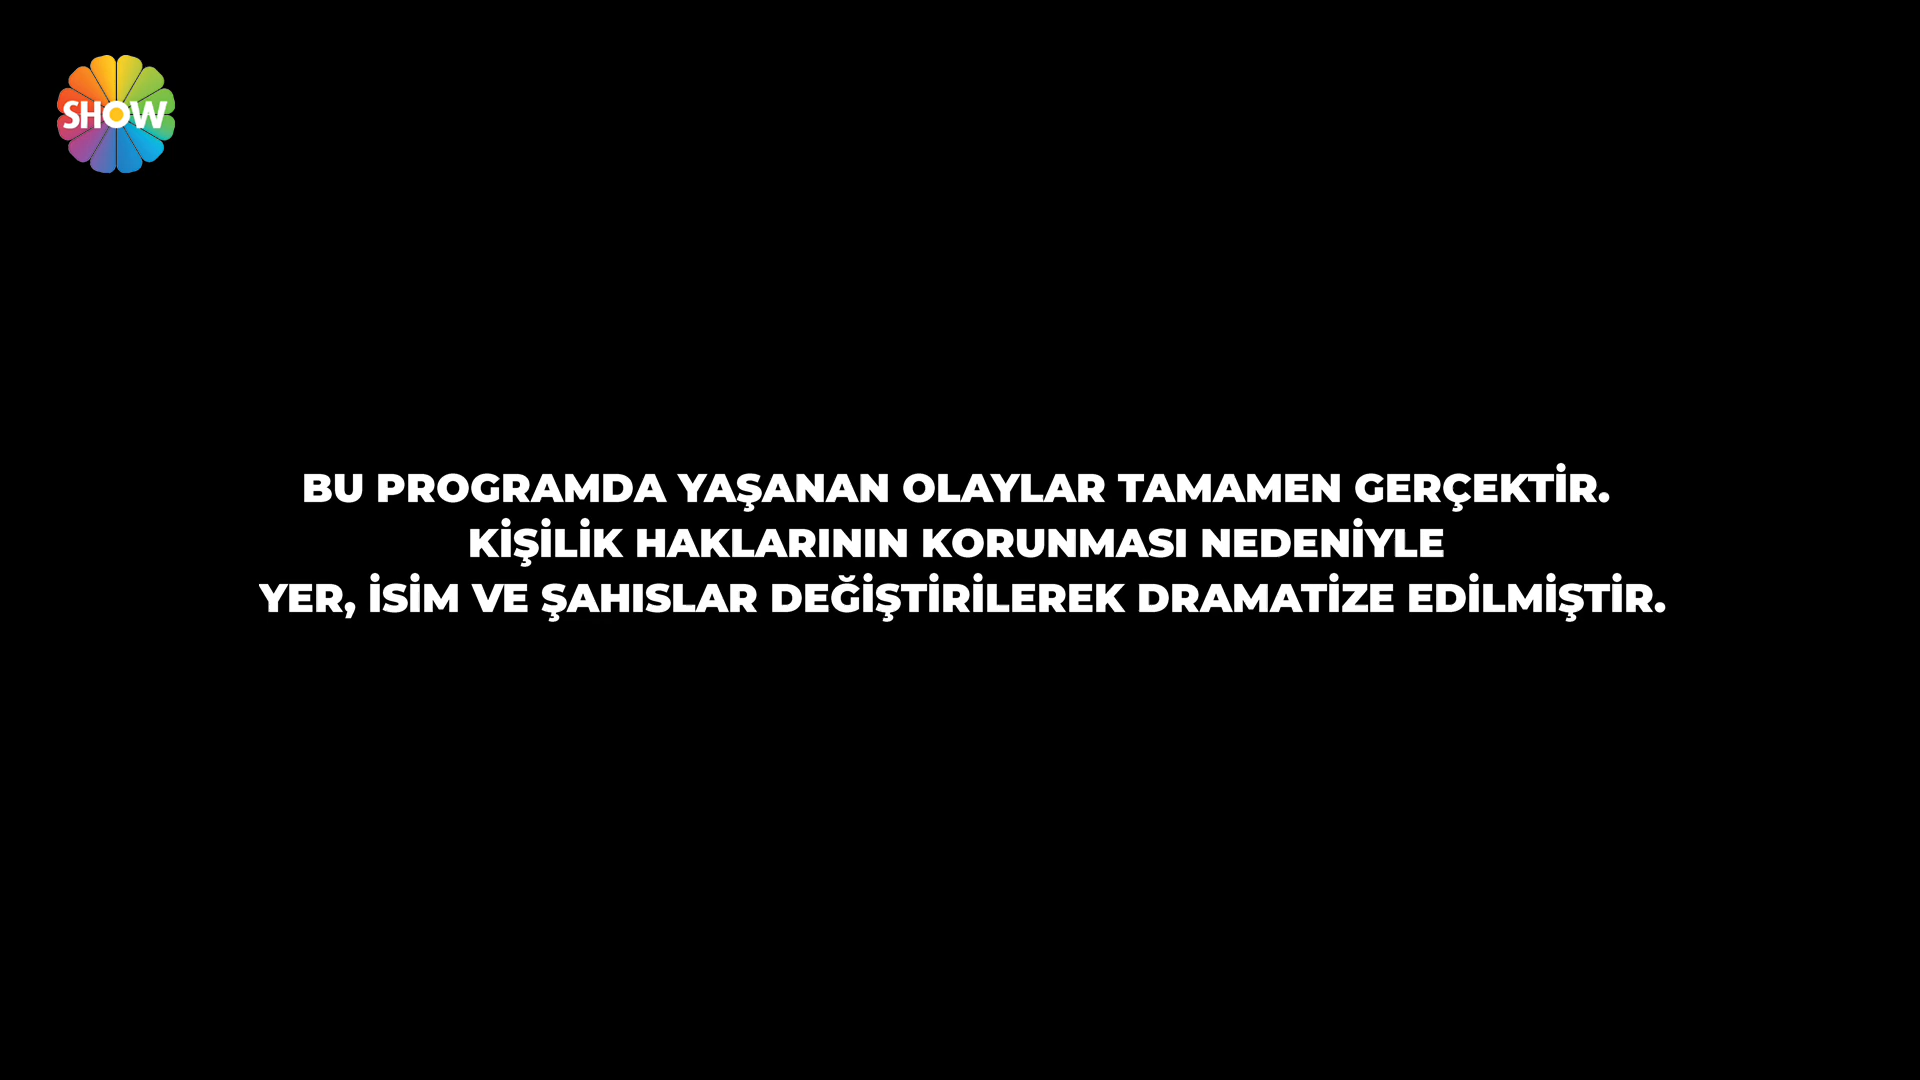 SHOW
BU PROGRAMDA YAŞANAN OLAYLAR TAMAMEN GERÇEKTİR.
KİŞİLİK HAKLARININ KORUNMASI NEDENİYLE
YER, İSİM VE ŞAHISLAR DEĞİŞTİRİLEREK DRAMATİZE EDİLMİŞTİR.